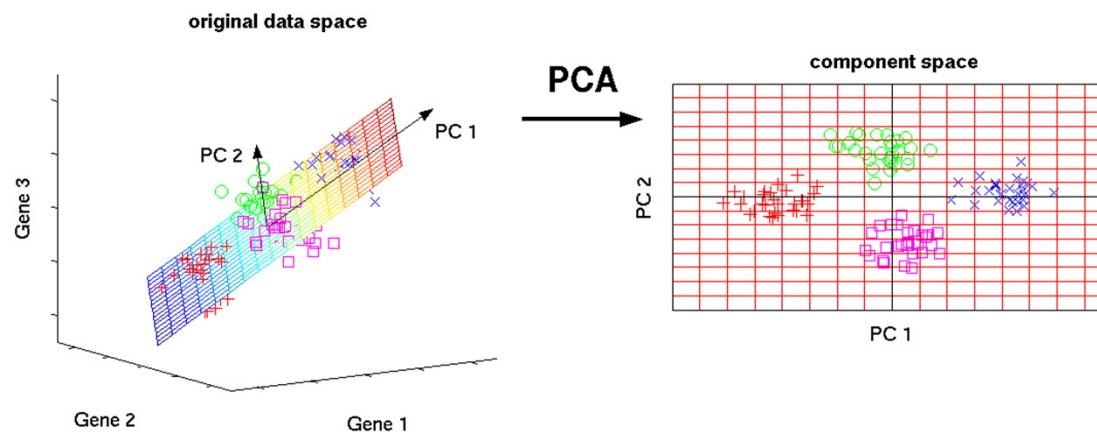 original data space
PCA
component space
PC 1
PC 2
Gene 3
Gene 2
Gene 1
PC 2
PC 1